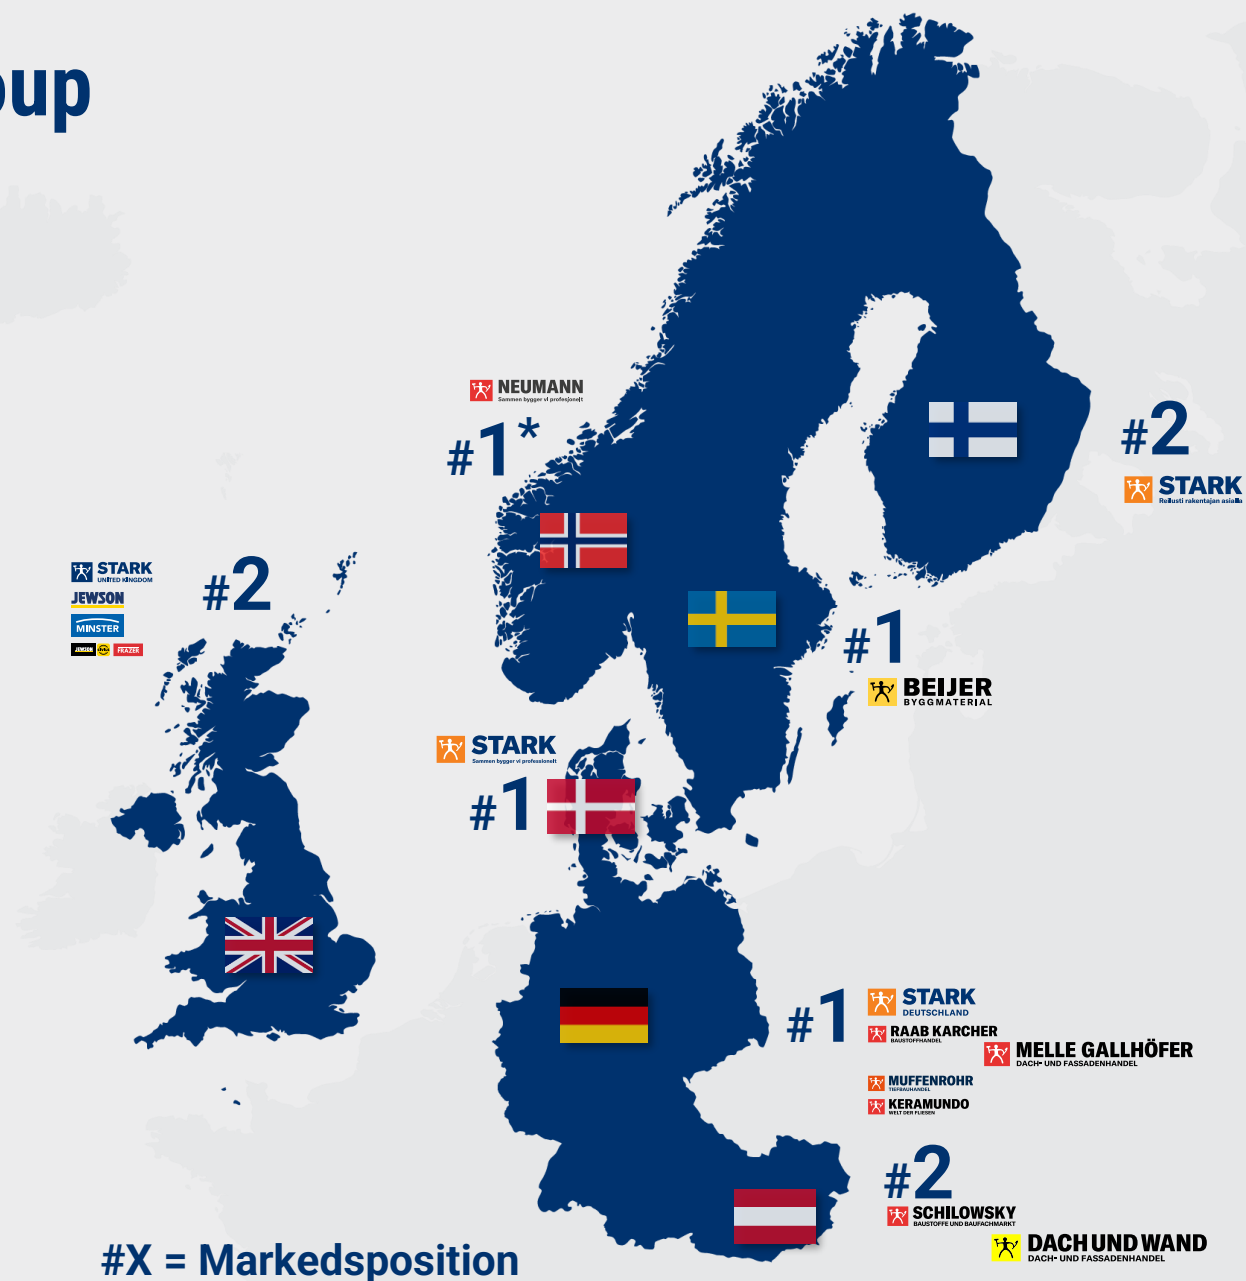 oup
NEUMANN
Sammen bygger vi profesjonelt
#1*
#2
STARK
Reilusti rakentajan asialla
STARK
UNITED KINGDOM
JEWSON
MINSTER
#2
JEWSON
FRAZER
#1
BEIJER
BYGGMATERIAL
STARK
Sammen bygger vi professionelt
#1
#1
STARK
DEUTSCHLAND
RAAB KARCHER
BAUSTOFFHANDEL
MELLE GALLHÖFER
DACH- UND FASSADENHANDEL
MUFFENROHR
TIEFBAUHANDEL
KERAMUNDO
WELT DER FLIESEN
#2
SCHILOWSKY
BAUSTOFFE UND BAUFACHMARKT
DACH UND WAND
DACH- UND FASSADENHANDEL
#X = Markedsposition